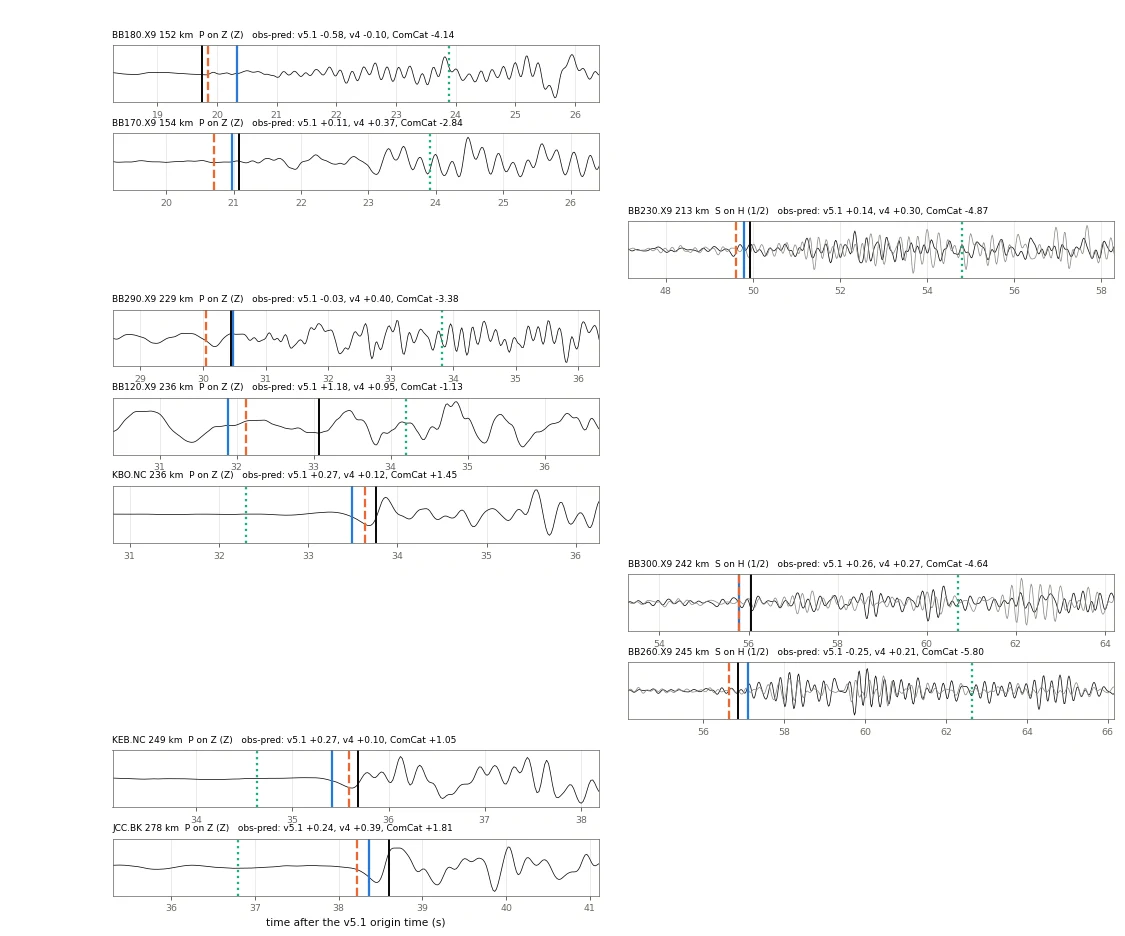 BB180.X9 152 km P on Z (Z) obs-pred: v5.1 -0.58, v4 -0.10, ComCat -4.14
19 20 21 22 23 24 25 26
BB170.X9 154 km P on Z (Z) obs-pred: v5.1 +0.11, v4 +0.37, ComCat -2.84
20 21 22 23 24 25 26
BB230.X9 213 km S on H (1/2) obs-pred: v5.1 +0.14, v4 +0.30, ComCat -4.87
48 50 52 54 56 58
BB290.X9 229 km P on Z (Z) obs-pred: v5.1 -0.03, v4 +0.40, ComCat -3.38
29 30 31 32 33 34 35 36
BB120.X9 236 km P on Z (Z) obs-pred: v5.1 +1.18, v4 +0.95, ComCat -1.13
31 32 33 34 35 36
KBO.NC 236 km P on Z (Z) obs-pred: v5.1 +0.27, v4 +0.12, ComCat +1.45
31 32 33 34 35 36
BB300.X9 242 km S on H (1/2) obs-pred: v5.1 +0.26, v4 +0.27, ComCat -4.64
54 56 58 60 62 64
BB260.X9 245 km S on H (1/2) obs-pred: v5.1 -0.25, v4 +0.21, ComCat -5.80
56 58 60 62 64 66
KEB.NC 249 km P on Z (Z) obs-pred: v5.1 +0.27, v4 +0.10, ComCat +1.05
34 35 36 37 38
JCC.BK 278 km P on Z (Z) obs-pred: v5.1 +0.24, v4 +0.39, ComCat +1.81
36 37 38 39 40 41
time after the v5.1 origin time (s)